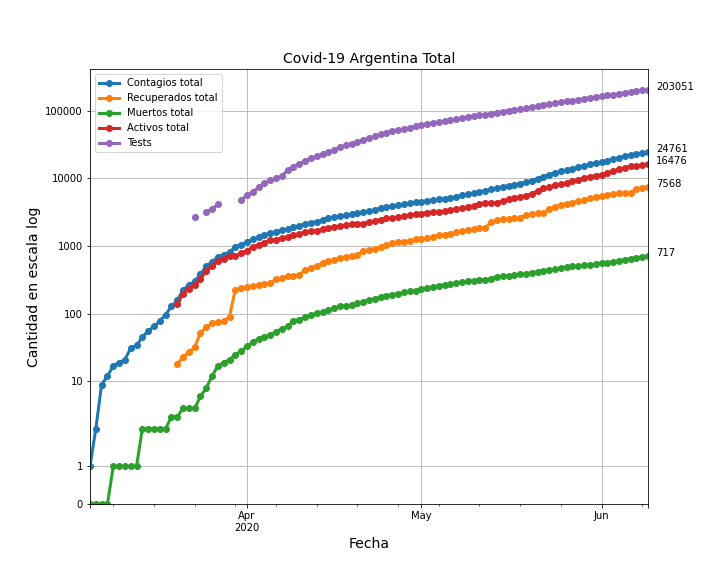 Covid-19 Argentina Total
Contagios total
Recuperados total
Muertos total
Activos total
Tests
Cantidad en escala log
100000
10000
1000
100
10
1
0
203051
24761
16476
7568
717
Apr
2020
May
Jun
Fecha